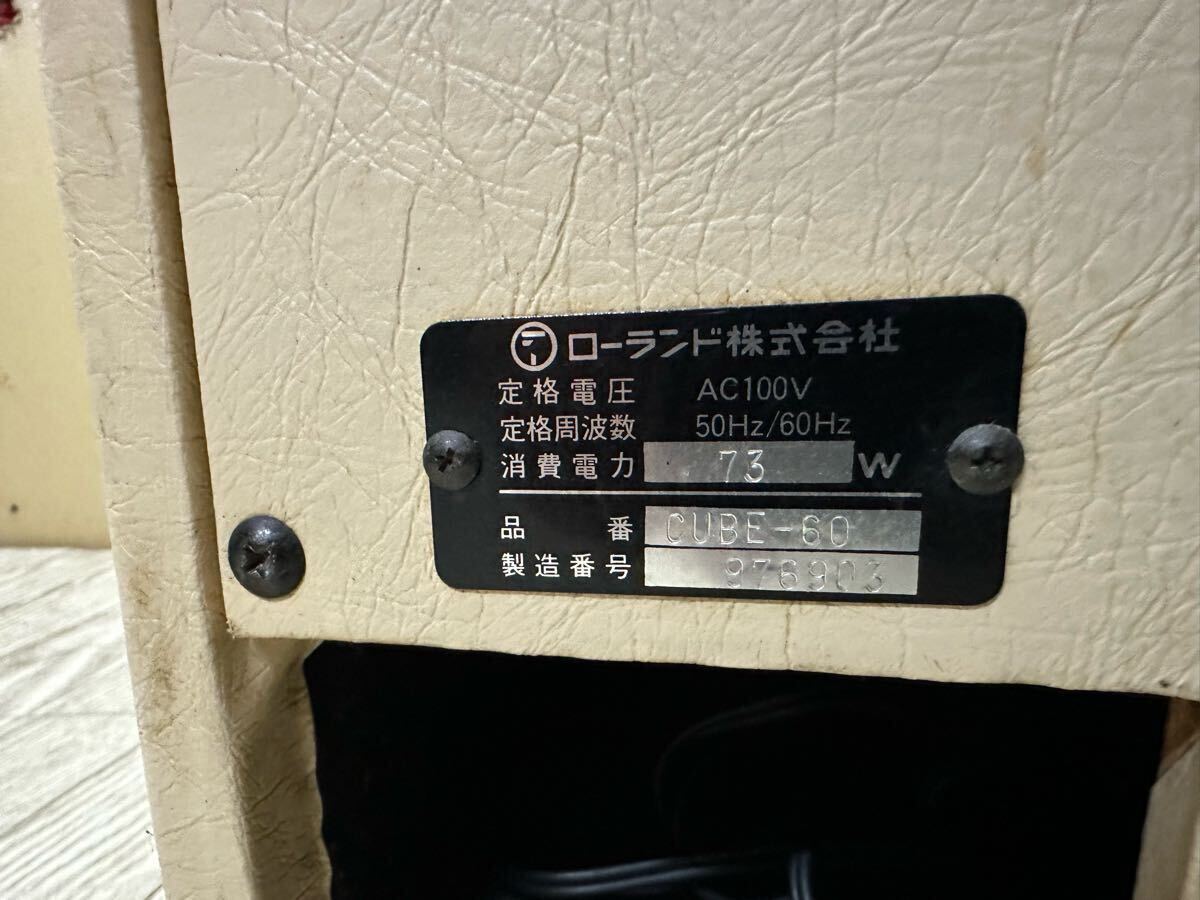 ローランド株式会社
定格電圧 AC100V
定格周波数 50Hz/60Hz
消費電力 73 W
品番 CUBE-60
製造番号 976903